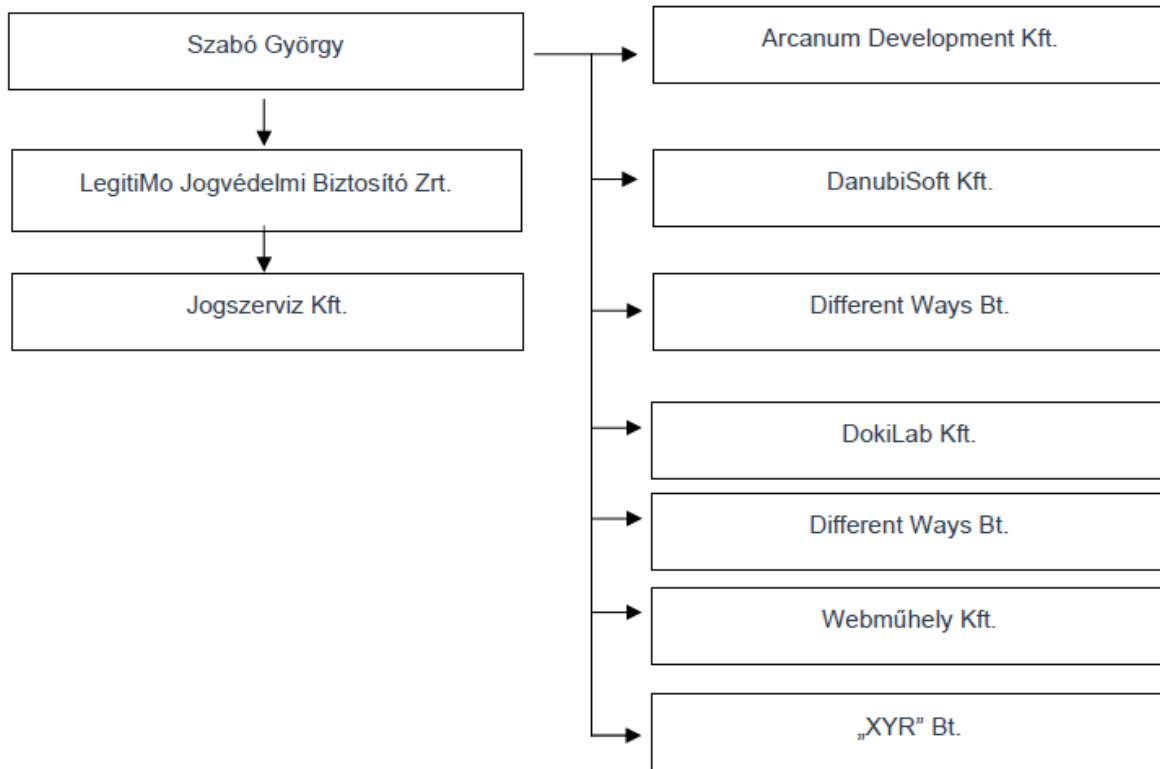 Szabó György
LegitiMo Jogvédelmi Biztosító Zrt.
Jogszerviz Kft.
Arcanum Development Kft.
DanubiSoft Kft.
Different Ways Bt.
DokiLab Kft.
Different Ways Bt.
Webműhely Kft.
„XYR” Bt.